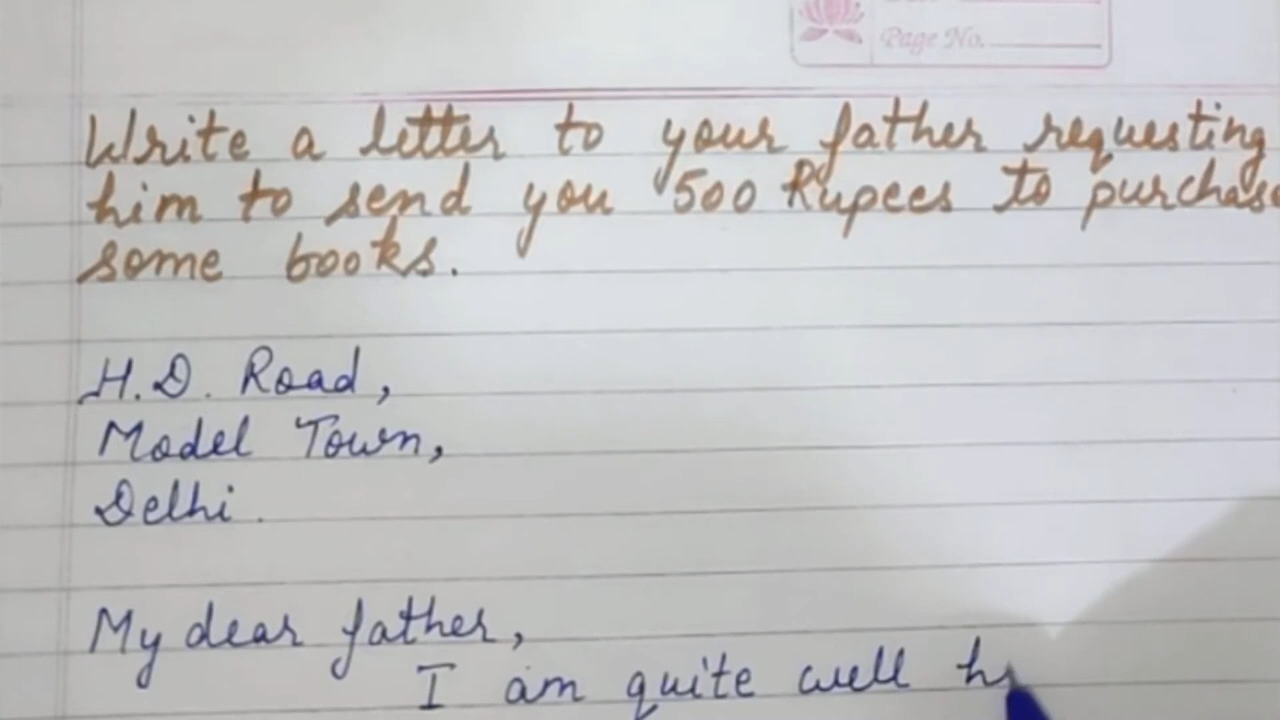 Page No.
Write a letter to your father requesting
him to send you 500 Rupees to purchase
some books.
H.D. Road,
Model Town,
Delhi.
My dear father,
I am quite well